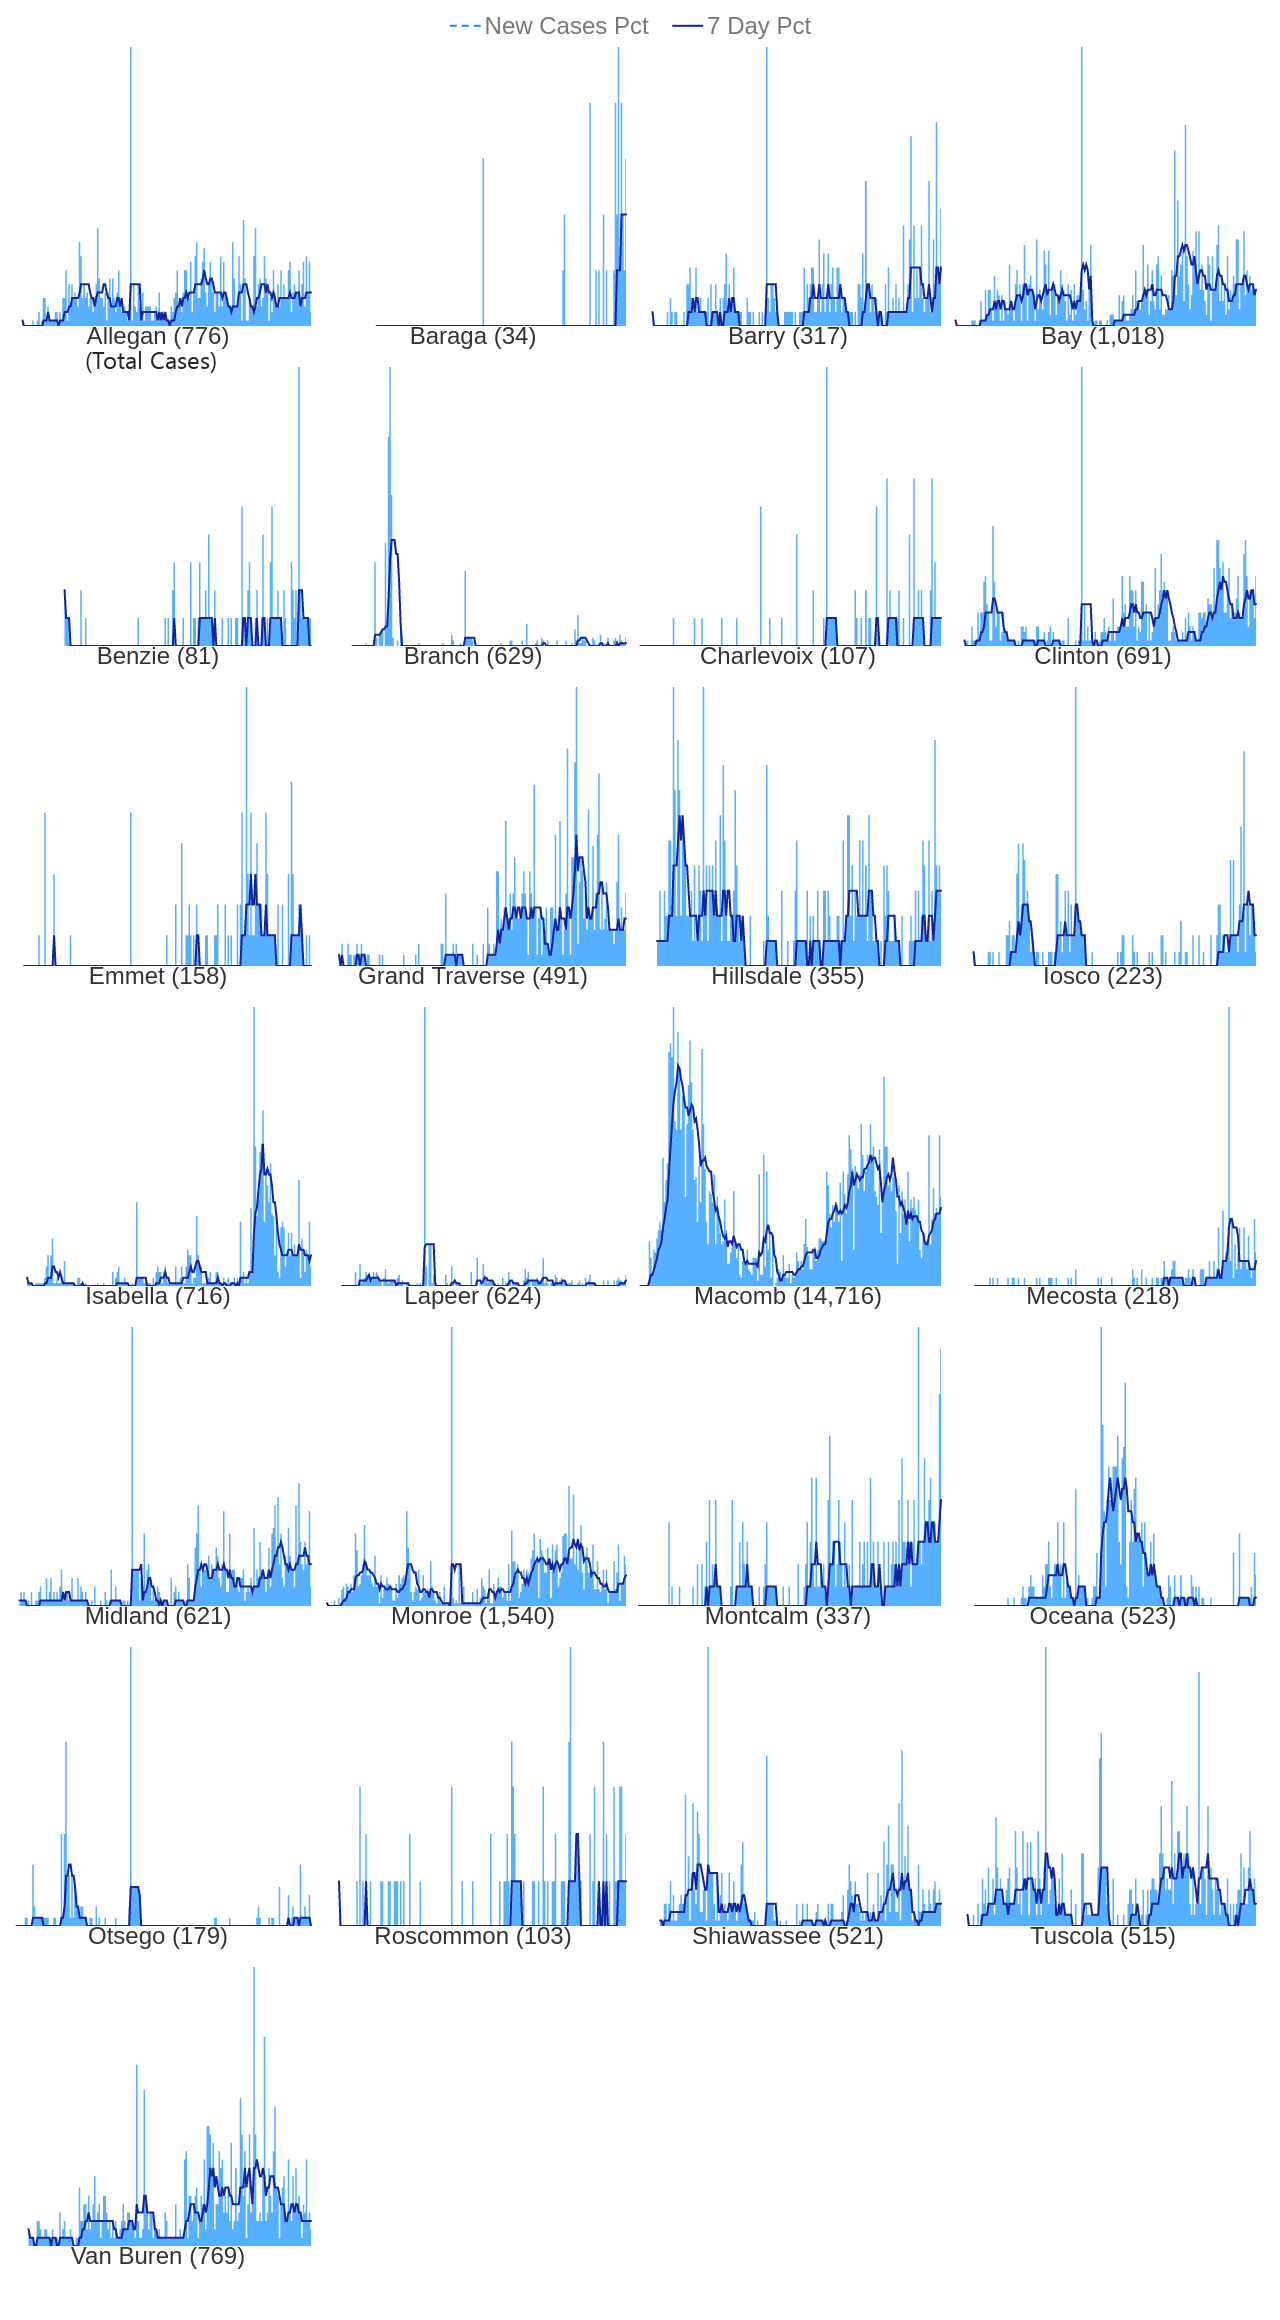 New Cases Pct 7 Day Pct
Allegan (776) Baraga (34) Barry (317) Bay (1,018)
(Total Cases)
Benzie (81) Branch (629) Charlevoix (107) Clinton (691)
Emmet (158) Grand Traverse (491) Hillsdale (355) Iosco (223)
Isabella (716) Lapeer (624) Macomb (14,716) Mecosta (218)
Midland (621) Monroe (1,540) Montcalm (337) Oceana (523)
Otsego (179) Roscommon (103) Shiawassee (521) Tuscola (515)
Van Buren (769)